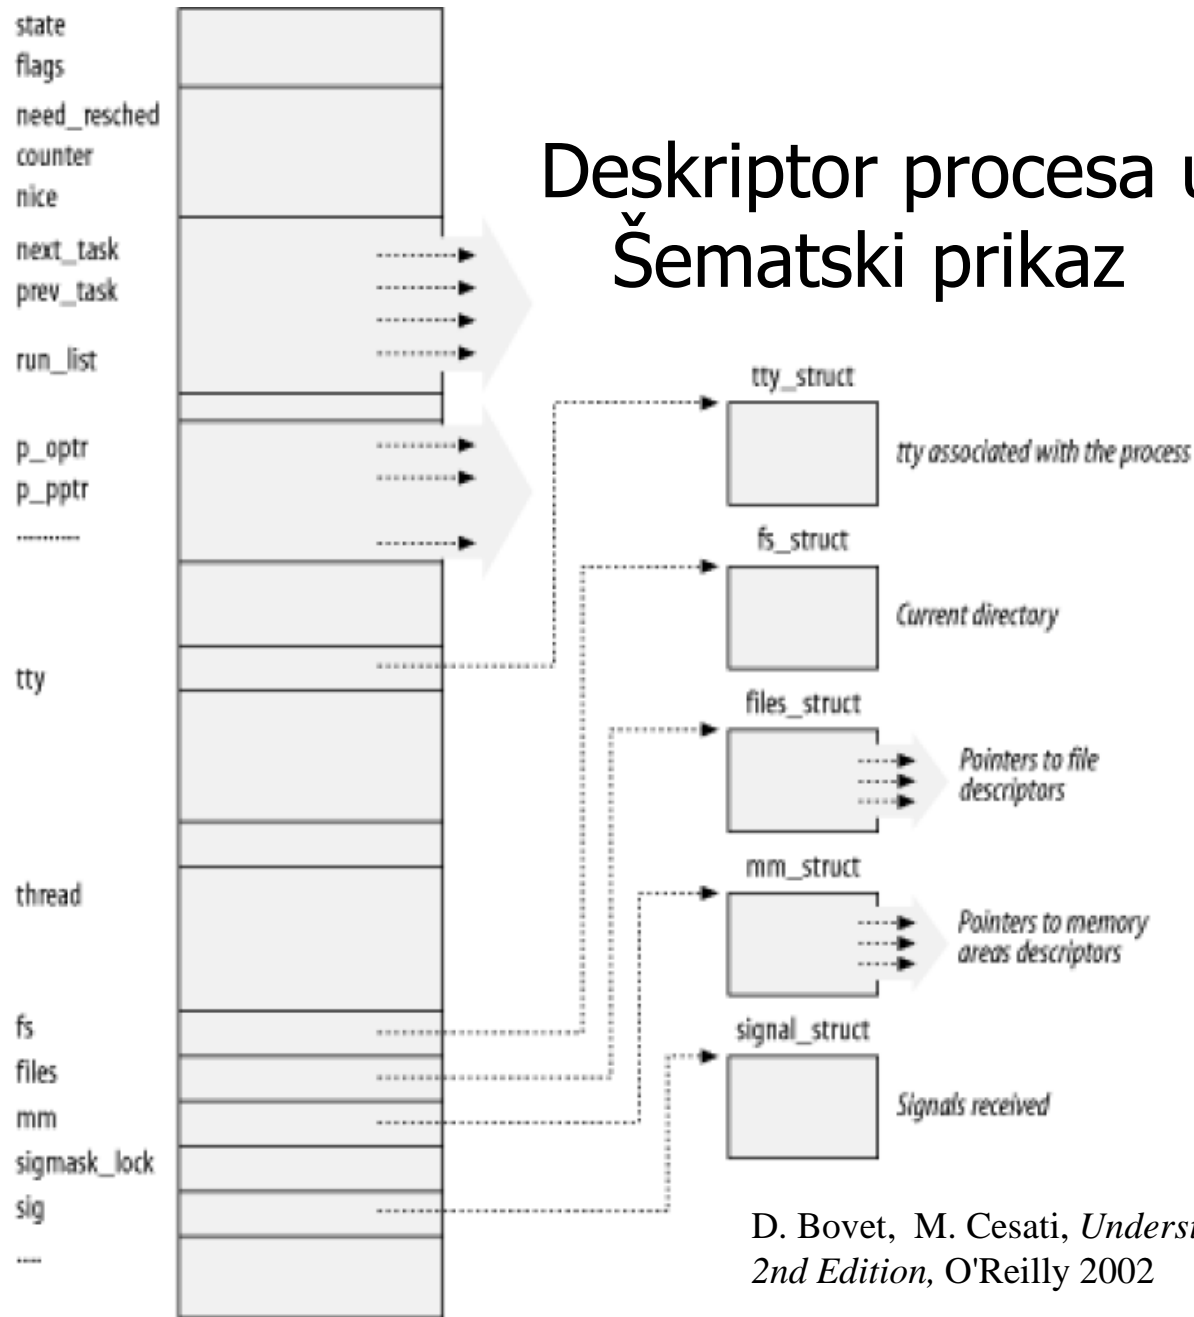 state
flags
need_resched
counter
nice
next_task
prev_task
run_list
p_optr
p_pptr
...........
tty
thread
fs
files
mm
sigmask_lock
sig
....
Deskriptor procesa u
Šematski prikaz
tty_struct
tty associated with the process
fs_struct
Current directory
files_struct
Pointers to file
descriptors
mm_struct
Pointers to memory
areas descriptors
signal_struct
Signals received
D. Bovet, M. Cesati,
2nd Edition, O'Reilly 2002